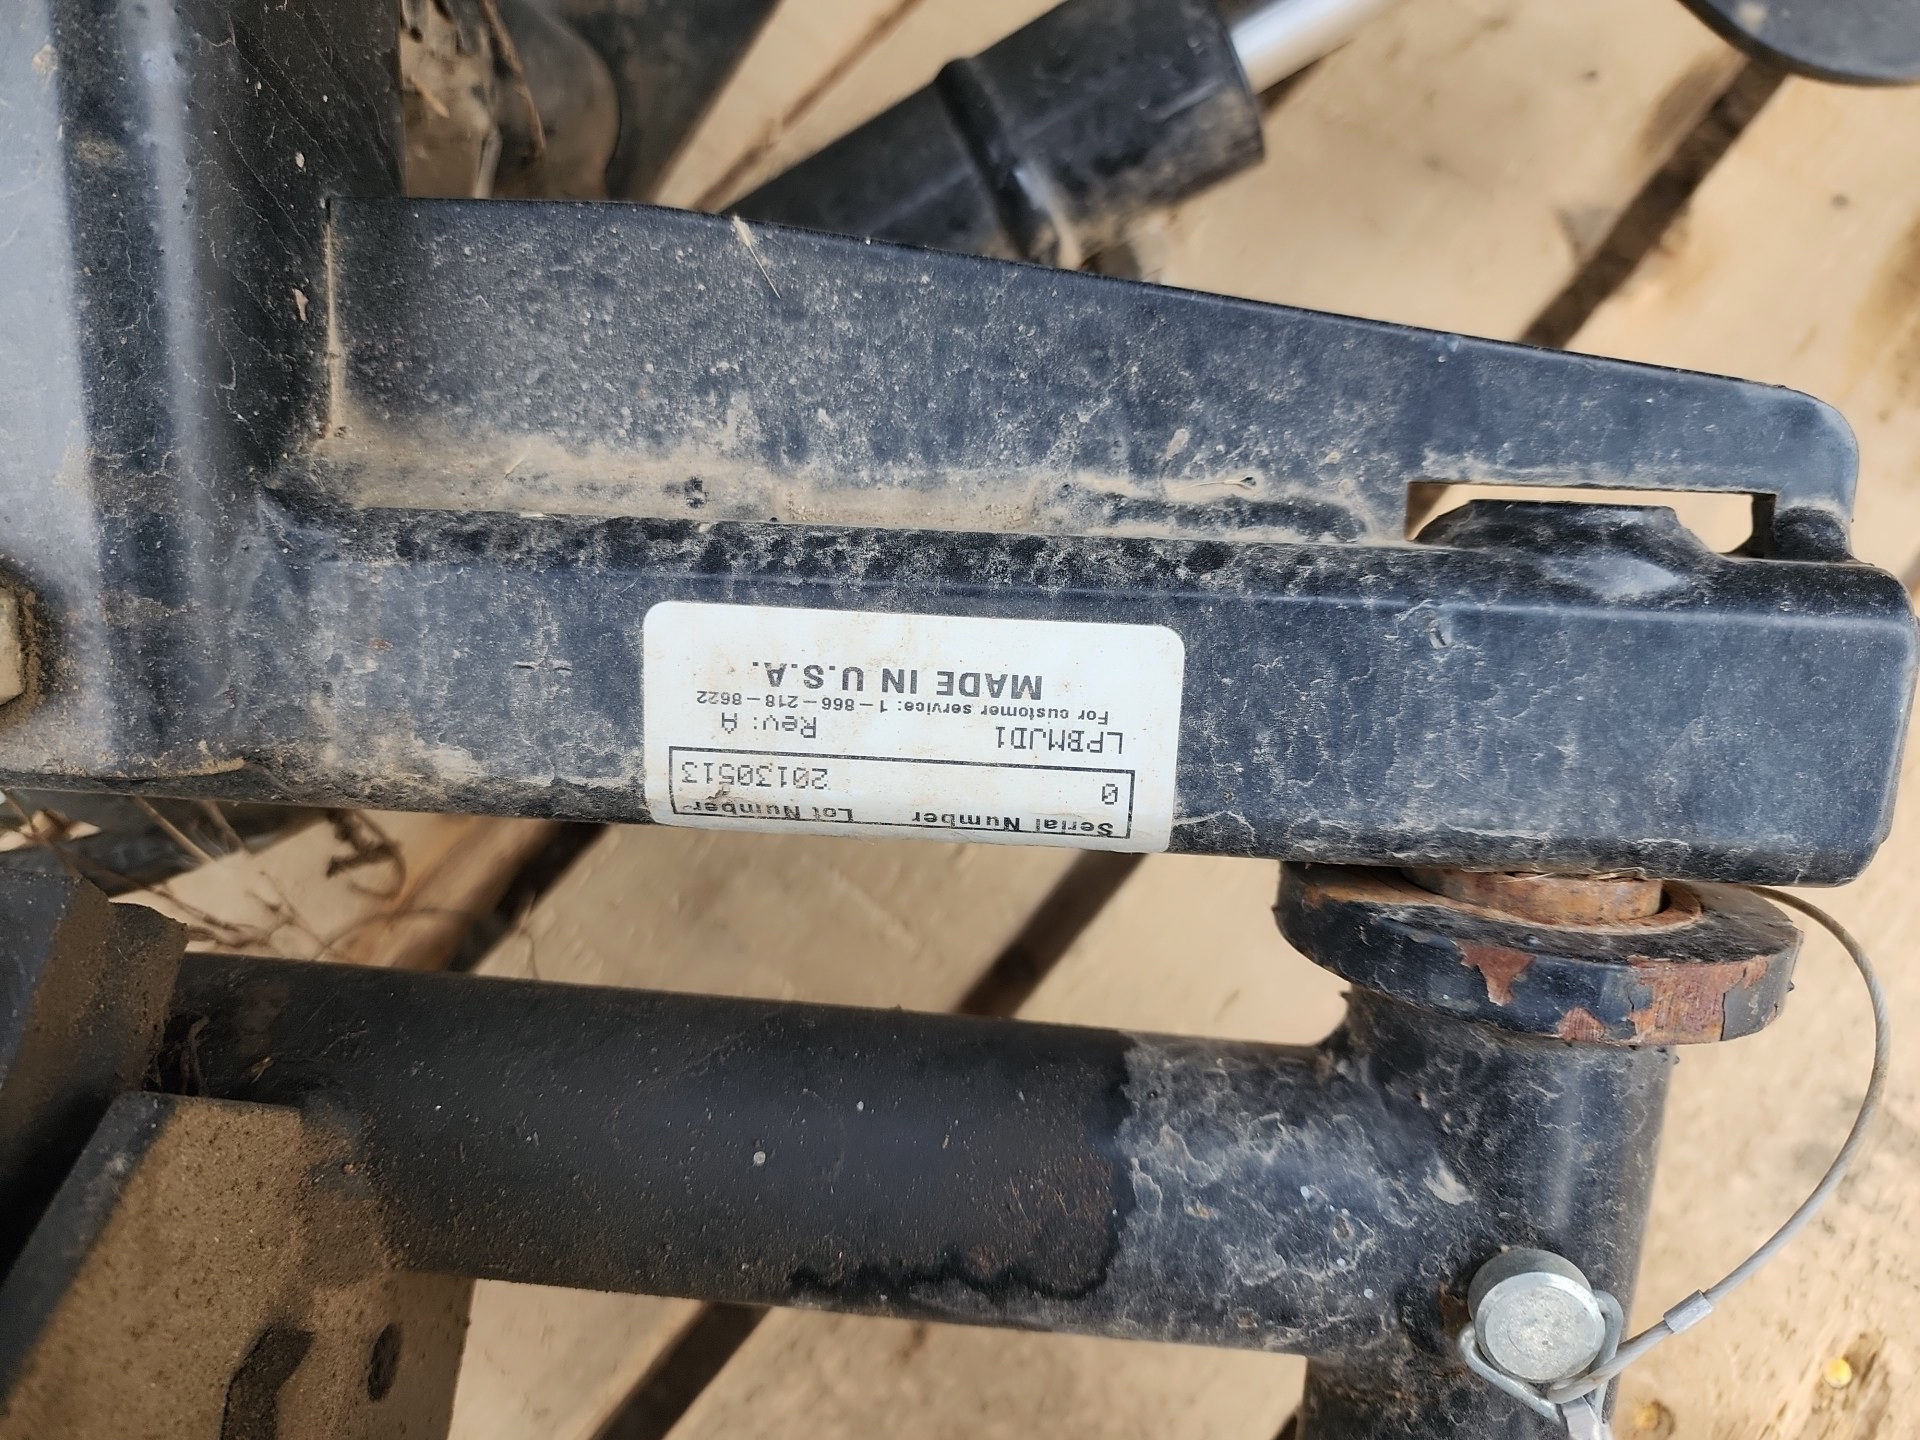 Serial Number Lot Number
0 20130513
LPBMJD1 Rev: A
For customer service: 1-866-218-8622
MADE IN U.S.A.